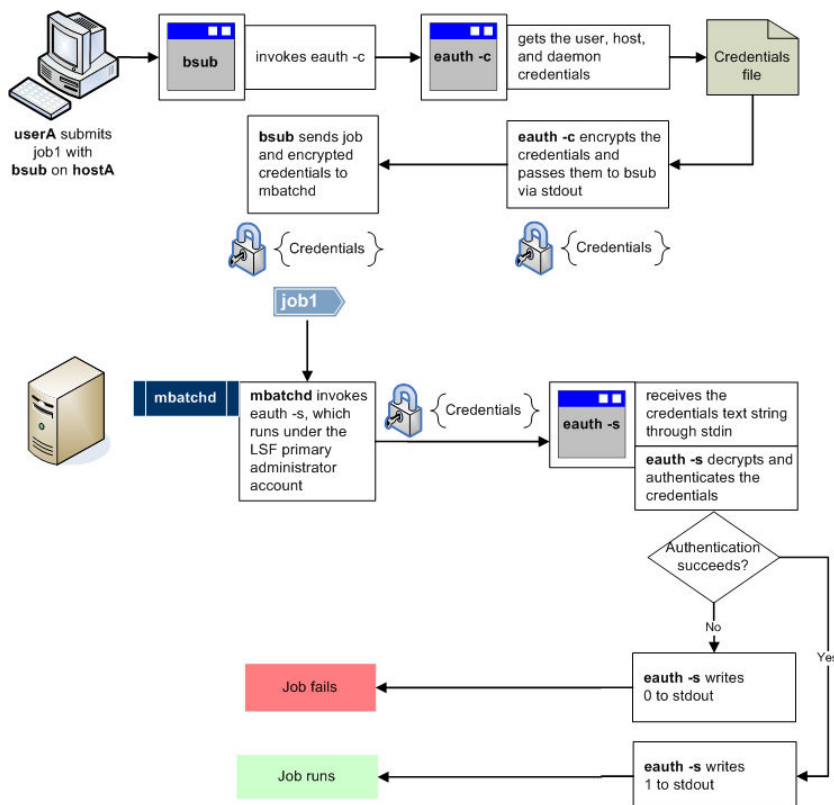 bsub
invokes eauth -c
eauth -c
gets the user, host,
and daemon
credentials
Credentials
file
userA submits
job1 with
bsub on hostA
bsub sends job
and encrypted
credentials to
mbatchd
eauth -c encrypts the
credentials and
passes them to bsub
via stdout
{Credentials}
{Credentials}
job1
mbatchd
mbatchd invokes
eauth -s, which
runs under the
LSF primary
administrator
account
{Credentials}
eauth -s
receives the
credentials text string
through stdin
eauth -s decrypts and
authenticates the
credentials
Authentication
succeeds?
No
Yes
Job fails
eauth -s writes
0 to stdout
Job runs
eauth -s writes
1 to stdout